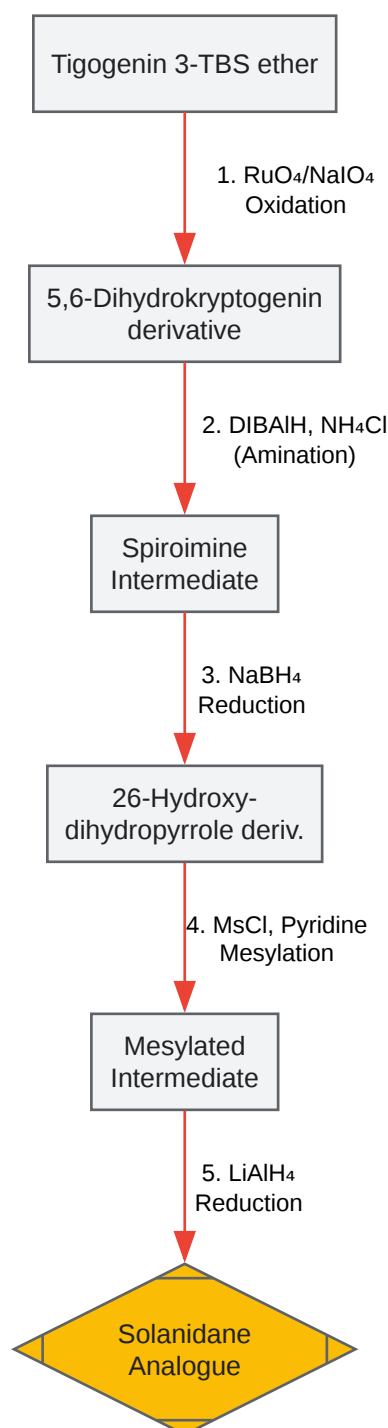 Tigogenin 3-TBS ether
1. RuO₄/NaIO₄
Oxidation
5,6-Dihydrokryptogenin
derivative
2. DIBAlH, NH₄Cl
(Amination)
Spiroimine
Intermediate
3. NaBH₄
Reduction
26-Hydroxy-
dihydropyrrole deriv.
4. MsCl, Pyridine
Mesylation
Mesylated
Intermediate
5. LiAlH₄
Reduction
Solanidane
Analogue